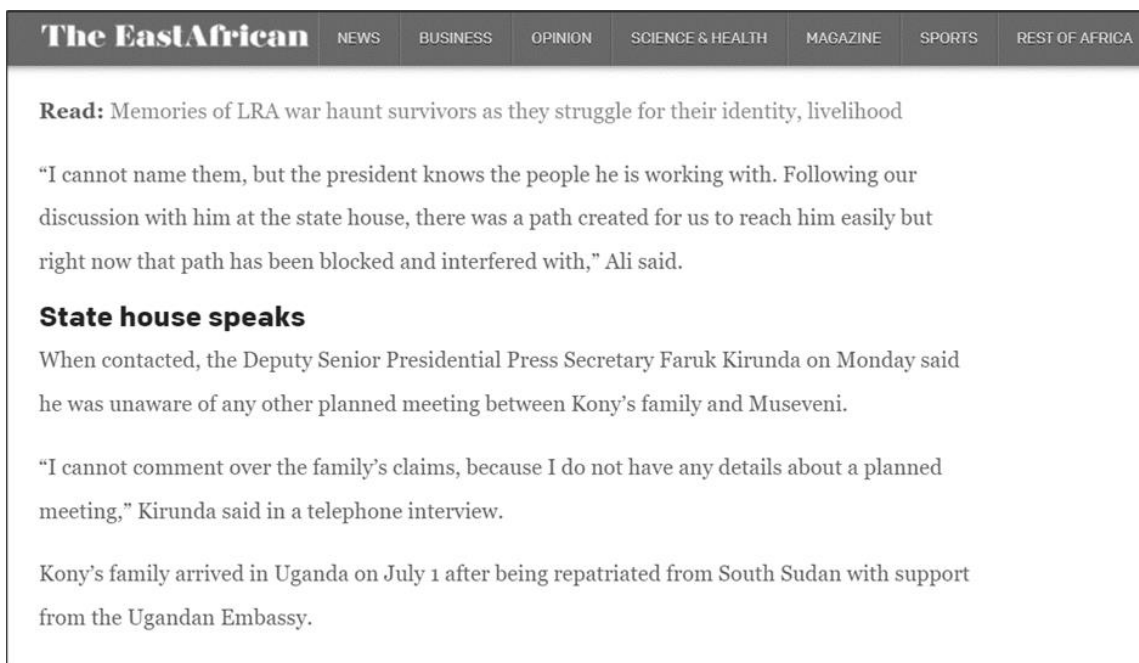 The EastAfrican NEWS BUSINESS OPINION SCIENCE & HEALTH MAGAZINE SPORTS REST OF AFRICA
Read: Memories of LRA war haunt survivors as they struggle for their identity, livelihood
“I cannot name them, but the president knows the people he is working with. Following our
discussion with him at the state house, there was a path created for us to reach him easily but
right now that path has been blocked and interfered with,” Ali said.
State house speaks
When contacted, the Deputy Senior Presidential Press Secretary Faruk Kirunda on Monday said
he was unaware of any other planned meeting between Kony’s family and Museveni.
“I cannot comment over the family’s claims, because I do not have any details about a planned
meeting,” Kirunda said in a telephone interview.
Kony’s family arrived in Uganda on July 1 after being repatriated from South Sudan with support
from the Ugandan Embassy.